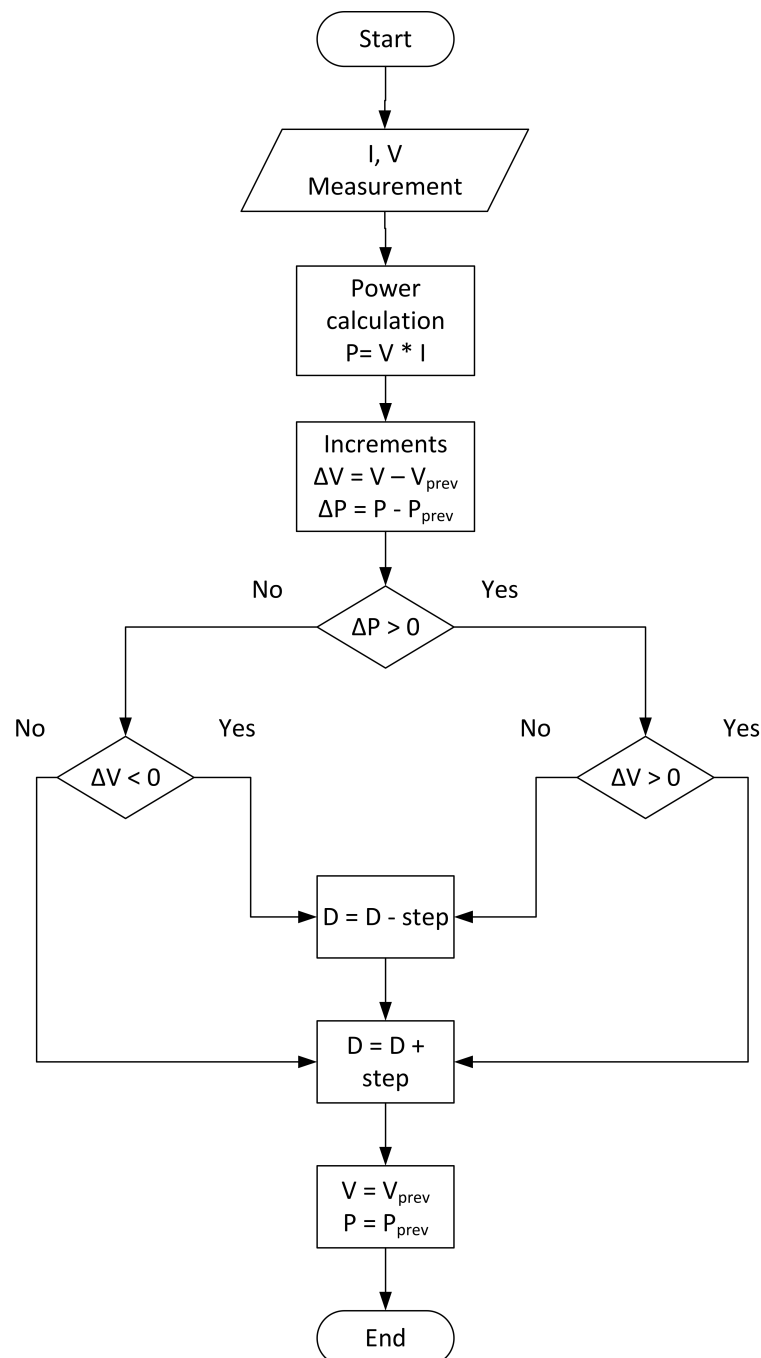 Start
I, V
Measurement
Power
calculation
P= V * I
Increments
ΔV = V – Vprev
ΔP = P - Pprev
No
Yes
ΔP > 0
No
Yes
No
Yes
ΔV < 0
ΔV > 0
D = D - step
D = D +
step
V = Vprev
P = Pprev
End